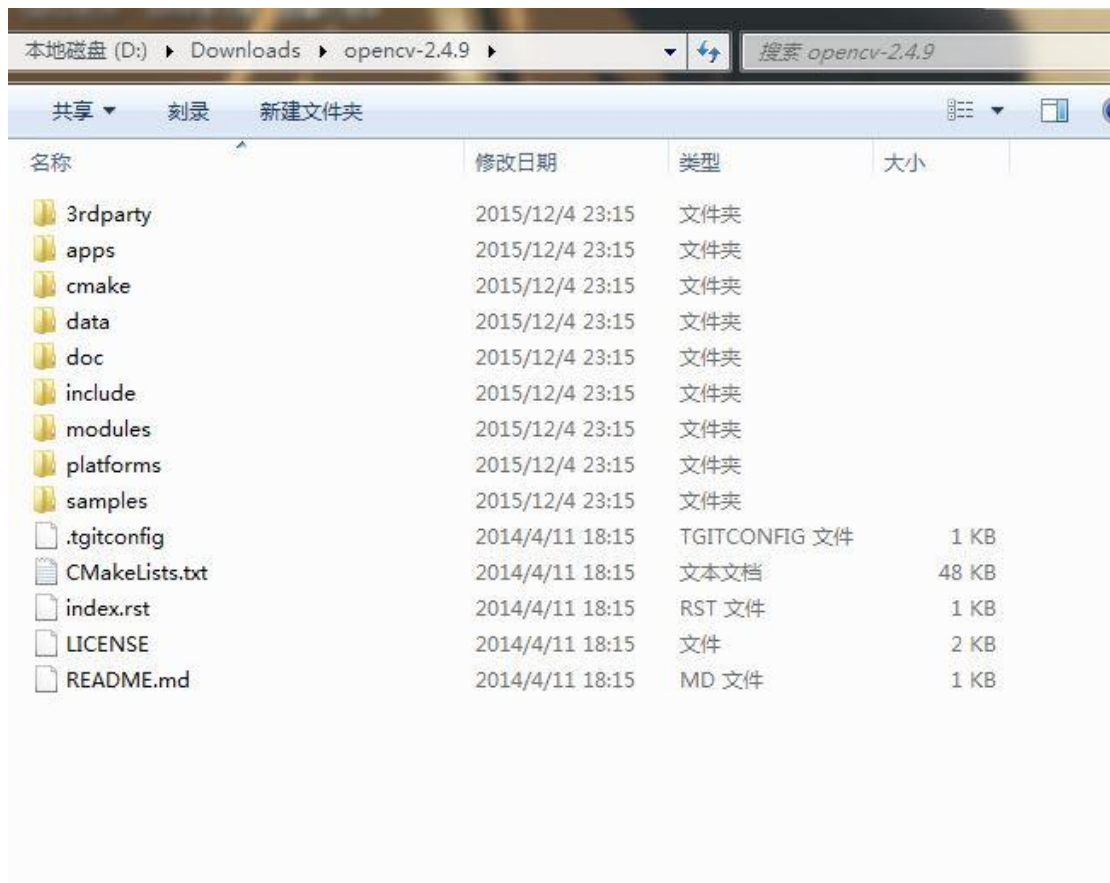 本地磁盘 (D:) Downloads opencv-2.4.9 搜索 opencv-2.4.9
共享 刻录 新建文件夹
名称 修改日期 类型 大小
3rdparty 2015/12/4 23:15 文件夹
apps 2015/12/4 23:15 文件夹
cmake 2015/12/4 23:15 文件夹
data 2015/12/4 23:15 文件夹
doc 2015/12/4 23:15 文件夹
include 2015/12/4 23:15 文件夹
modules 2015/12/4 23:15 文件夹
platforms 2015/12/4 23:15 文件夹
samples 2015/12/4 23:15 文件夹
.tgitconfig 2014/4/11 18:15 TGITCONFIG 文件 1 KB
CMakeLists.txt 2014/4/11 18:15 文本文档 48 KB
index.rst 2014/4/11 18:15 RST 文件 1 KB
LICENSE 2014/4/11 18:15 文件 2 KB
README.md 2014/4/11 18:15 MD 文件 1 KB